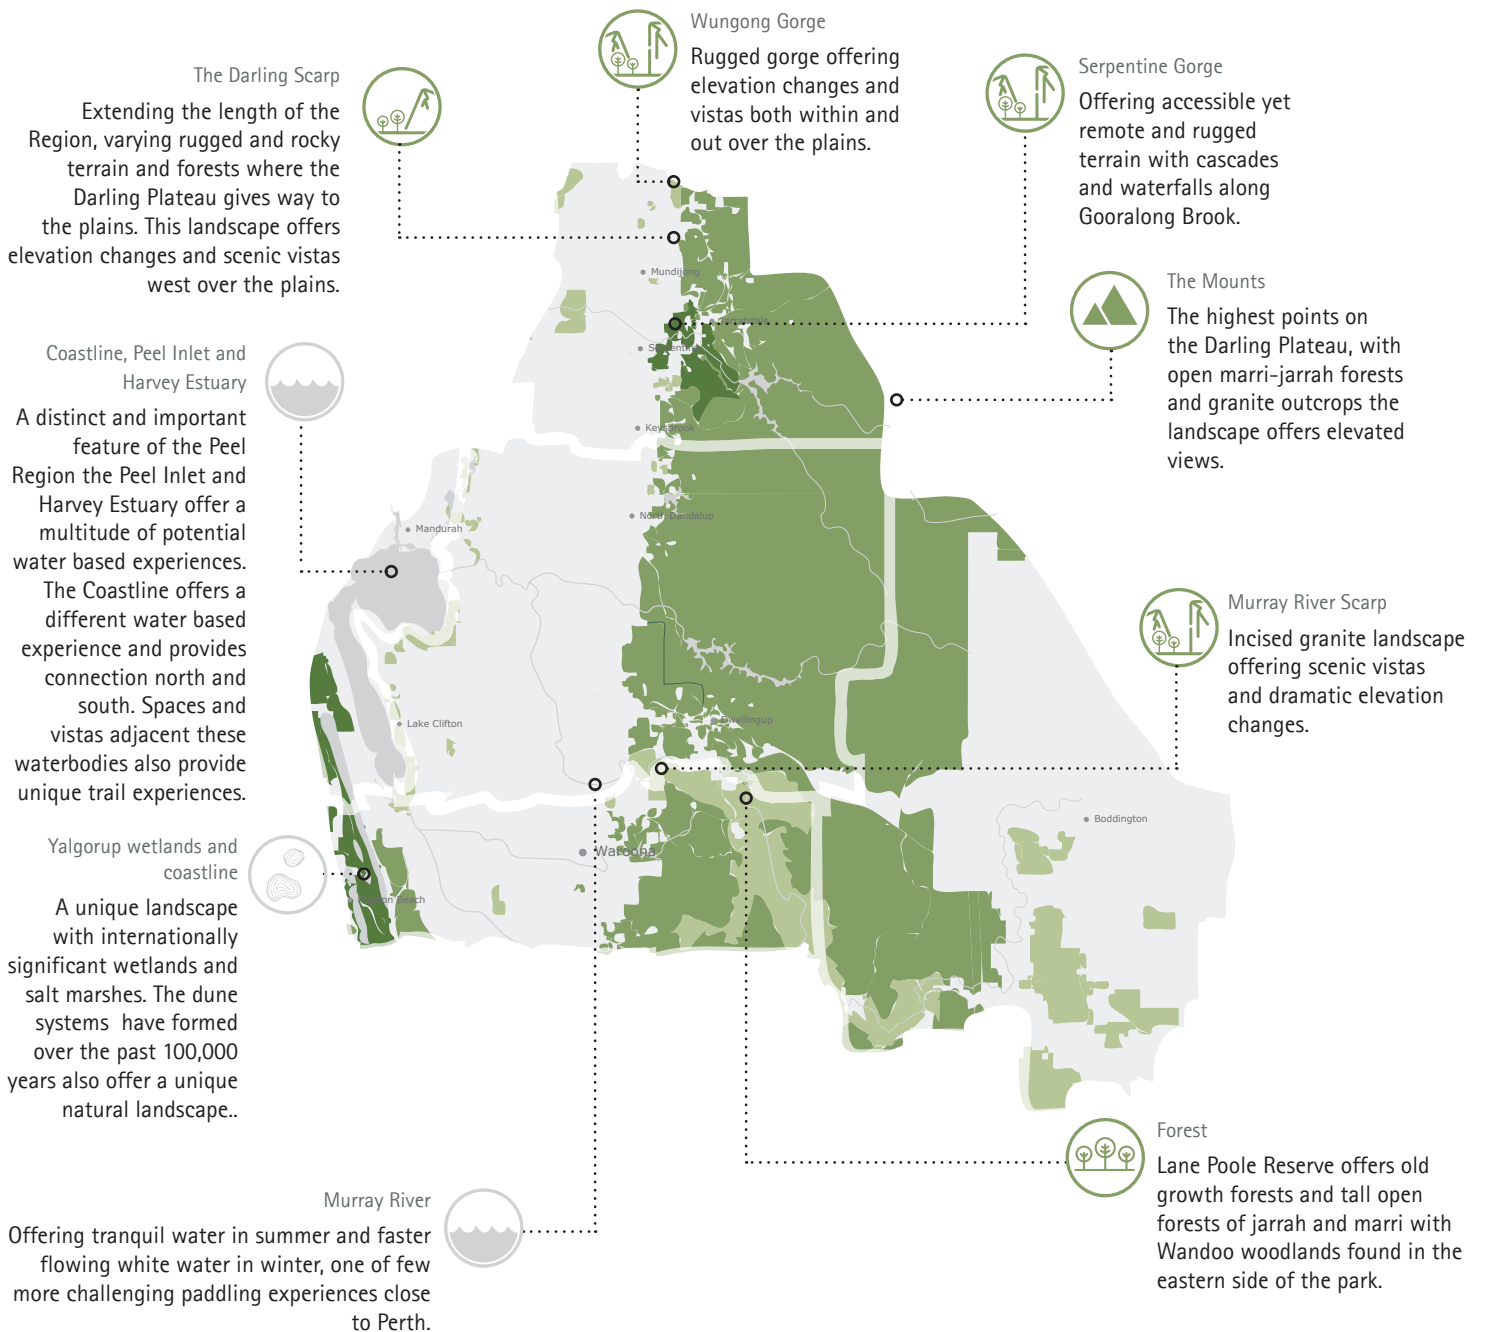 Wungong Gorge
Rugged gorge offering
elevation changes and
vistas both within and
out over the plains.
The Darling Scarp
Extending the length of the
Region, varying rugged and rocky
terrain and forests where the
Darling Plateau gives way to
the plains. This landscape offers
elevation changes and scenic vistas
west over the plains.
Serpentine Gorge
Offering accessible yet
remote and rugged
terrain with cascades
and waterfalls along
Gooralong Brook.
The Mounts
The highest points on
the Darling Plateau, with
open marri-jarrah forests
and granite outcrops the
landscape offers elevated
views.
Coastline, Peel Inlet and
Harvey Estuary
A distinct and important
feature of the Peel
Region the Peel Inlet and
Harvey Estuary offer a
multitude of potential
water based experiences.
The Coastline offers a
different water based
experience and provides
connection north and
south. Spaces and
vistas adjacent these
waterbodies also provide
unique trail experiences.
Mundijong
Jarrahdale
Serpentine
Keysbrook
North Dandalup
Mandurah
Lake Clifton
Dwellingup
Boddington
Waroona
Beach
Murray River Scarp
Incised granite landscape
offering scenic vistas
and dramatic elevation
changes.
Yalgorup wetlands and
coastline
A unique landscape
with internationally
significant wetlands and
salt marshes. The dune
systems  have formed
over the past 100,000
years also offer a unique
natural landscape..
Murray River
Offering tranquil water in summer and faster
flowing white water in winter, one of few
more challenging paddling experiences close
to Perth.
Forest
Lane Poole Reserve offers old
growth forests and tall open
forests of jarrah and marri with
Wandoo woodlands found in the
eastern side of the park.